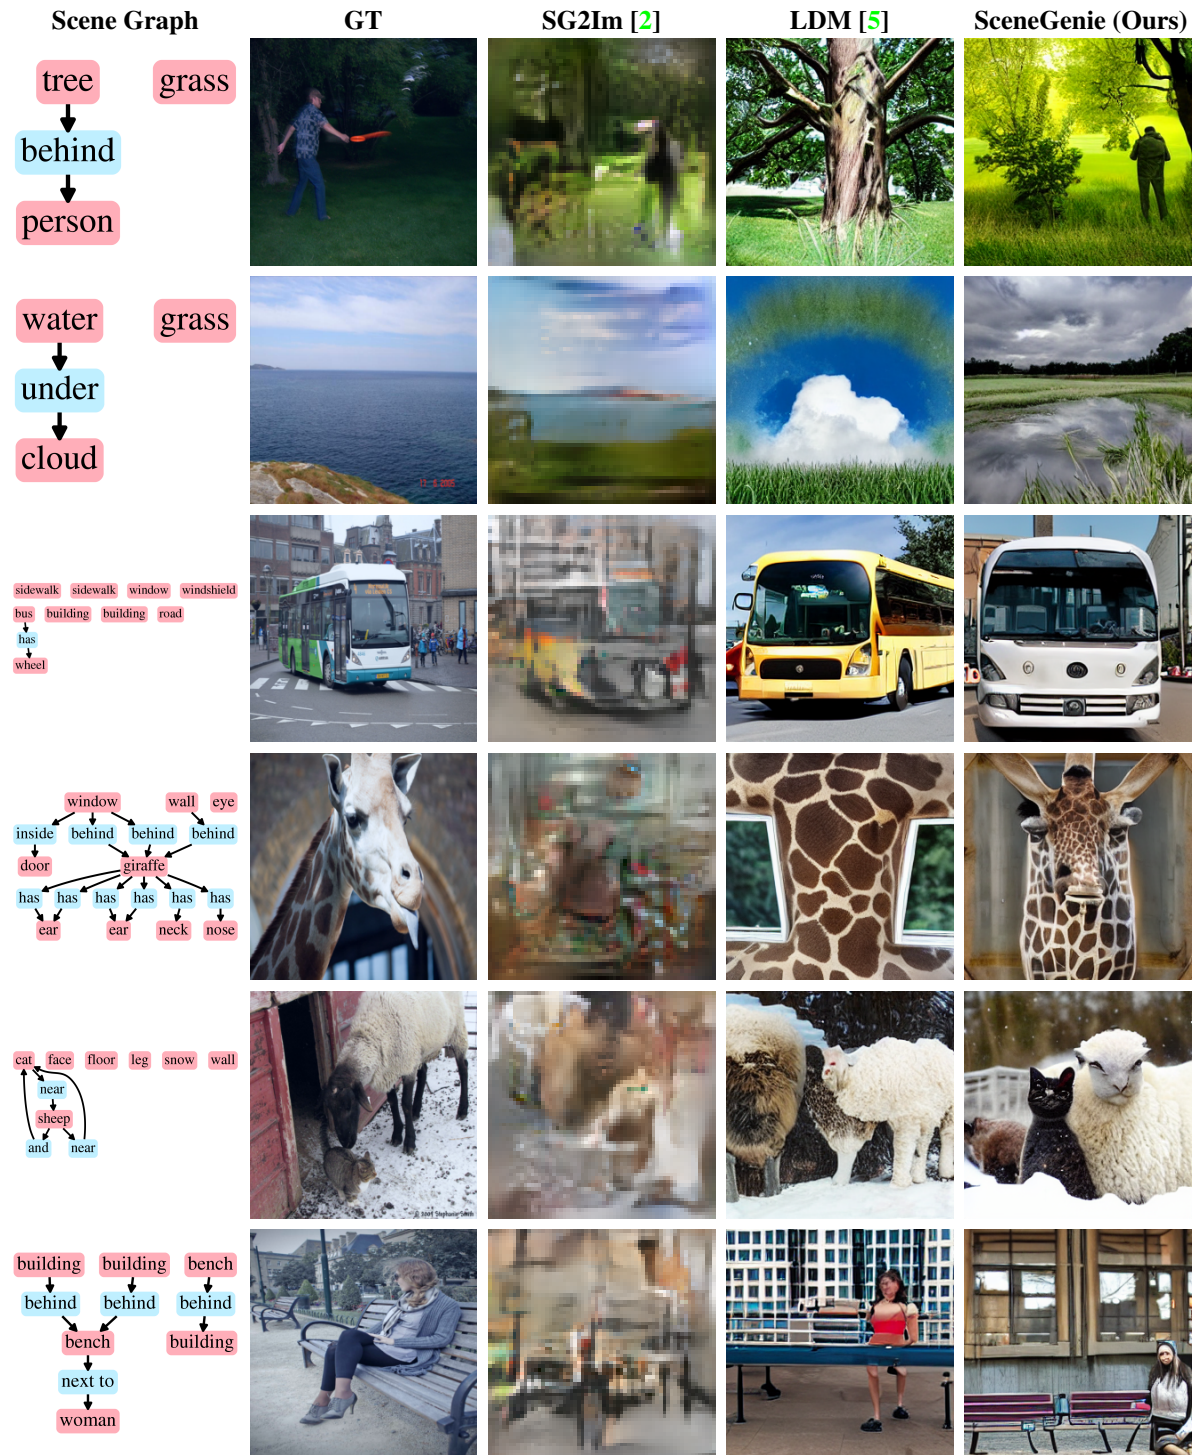 Scene Graph GT SG2Im [2] LDM [5] SceneGenie (Ours)
tree grass
behind
person
water grass
under
cloud
12 8 2005
sidewalk sidewalk window windshield
bus building building road
has
wheel
window wall eye
inside behind behind behind
door giraffe
has has has has has has
ear ear neck nose
cat face floor leg snow wall
near
sheep
and near
building building bench
behind behind behind
bench building
next to
woman